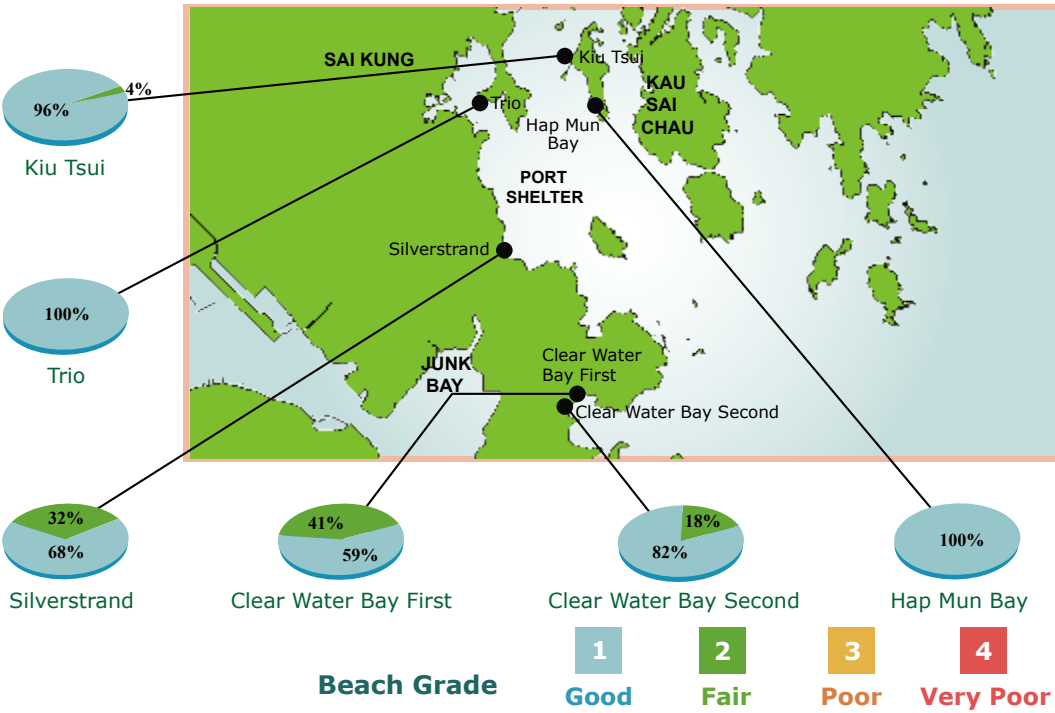 SAI KUNG
Kiu Tsui
KAU
SAI
CHAU
Trio
Hap Mun
Bay
PORT
SHELTER
Silverstrand
JUNK
BAY
Clear Water
Bay First
Clear Water Bay Second
96%
4%
Kiu Tsui
100%
Trio
32%
68%
Silverstrand
41%
59%
Clear Water Bay First
18%
82%
Clear Water Bay Second
100%
Hap Mun Bay
Beach Grade
1
Good
2
Fair
3
Poor
4
Very Poor